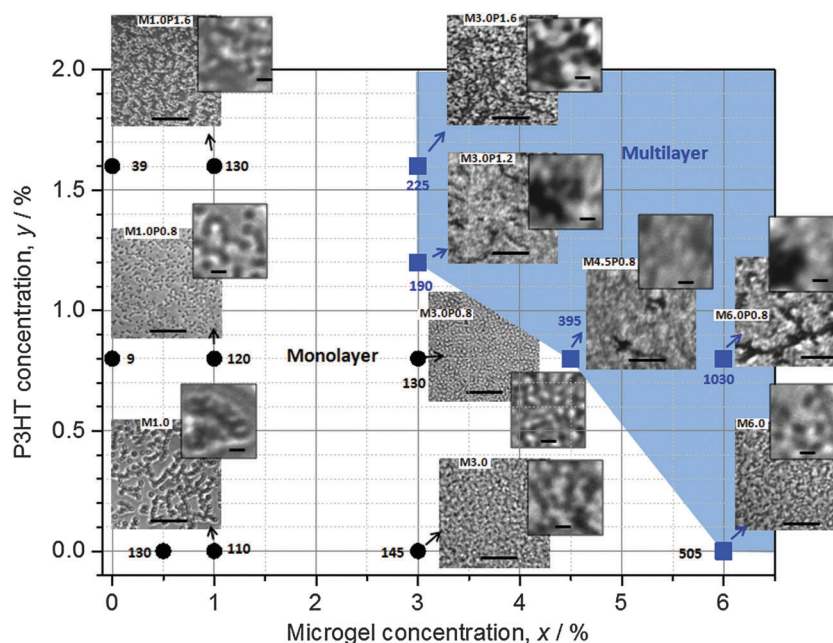 M1.0P1.6
M3.0P1.6
2.0
Multilayer
39
130
225
M3.0P1.2
1.5
M1.0P0.8
M4.5P0.8
190
M3.0P0.8
395
M6.0P0.8
1.0
Monolayer
9
120
130
1030
P3HT concentration, y / %
M1.0
M6.0
0.5
M3.0
130
110
145
505
0.0
0
1
2
3
4
5
6
Microgel concentration, x / %